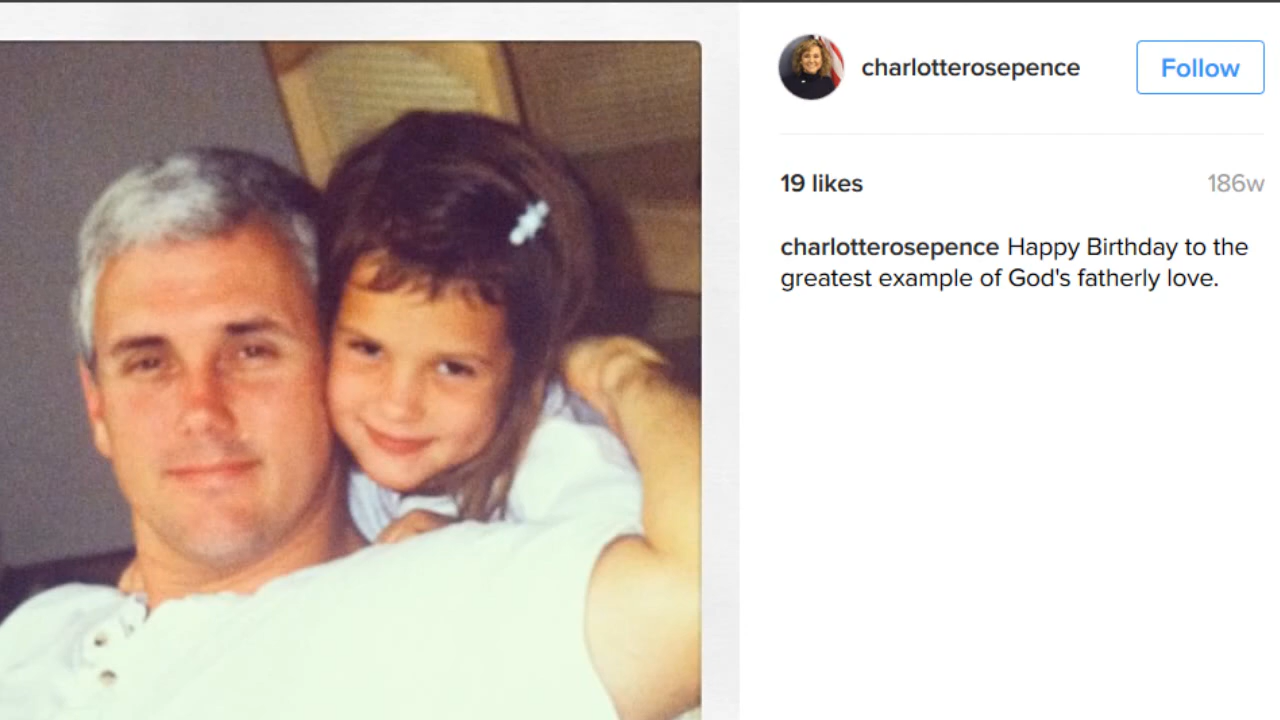 charlotterosepence
Follow
19 likes
186w
charlotterosepence Happy Birthday to the
greatest example of God's fatherly love.